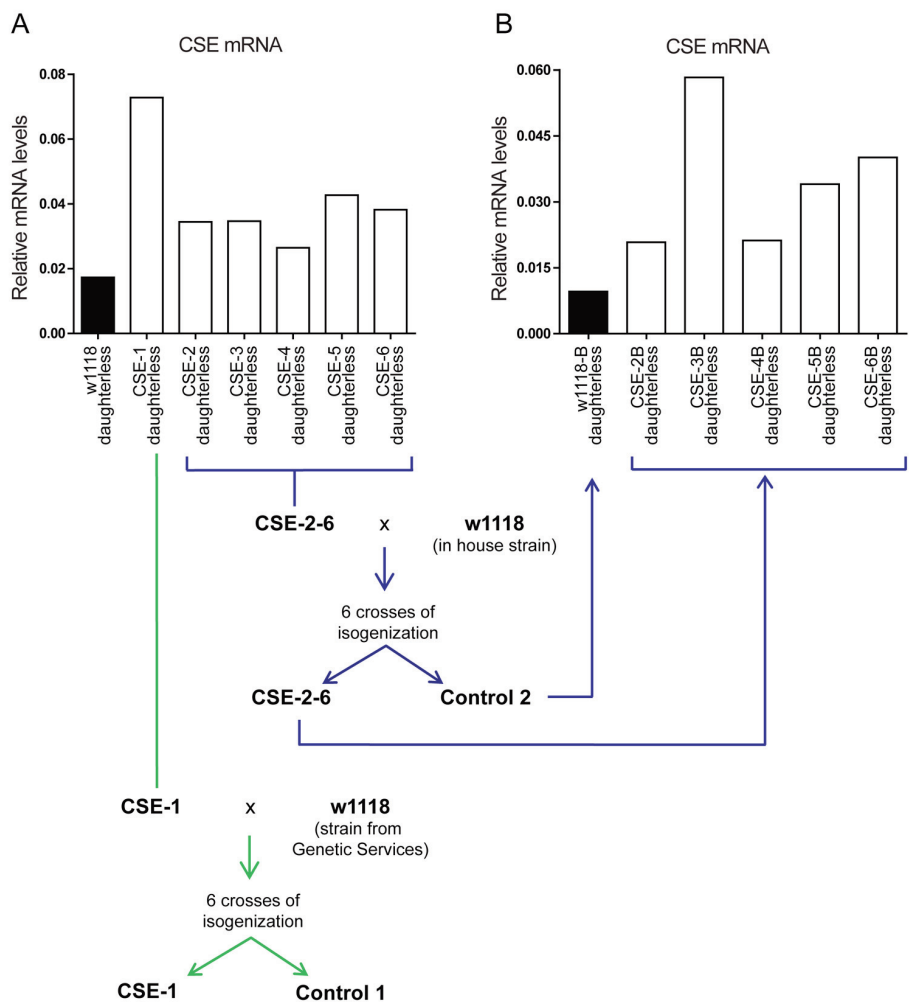 A
CSE mRNA
Relative mRNA levels
0.08
0.06
0.04
0.02
0.00
w1118
daughterless
CSE-1
daughterless
CSE-2
daughterless
CSE-3
daughterless
CSE-4
daughterless
CSE-5
daughterless
CSE-6
daughterless
B
CSE mRNA
Relative mRNA levels
0.060
0.045
0.030
0.015
0.000
w1118-B
daughterless
CSE-2B
daughterless
CSE-3B
daughterless
CSE-4B
daughterless
CSE-5B
daughterless
CSE-6B
daughterless
CSE-2-6 x w1118
(in house strain)
6 crosses of
isogenization
CSE-2-6 Control 2
CSE-1 x w1118
(strain from
Genetic Services)
6 crosses of
isogenization
CSE-1 Control 1